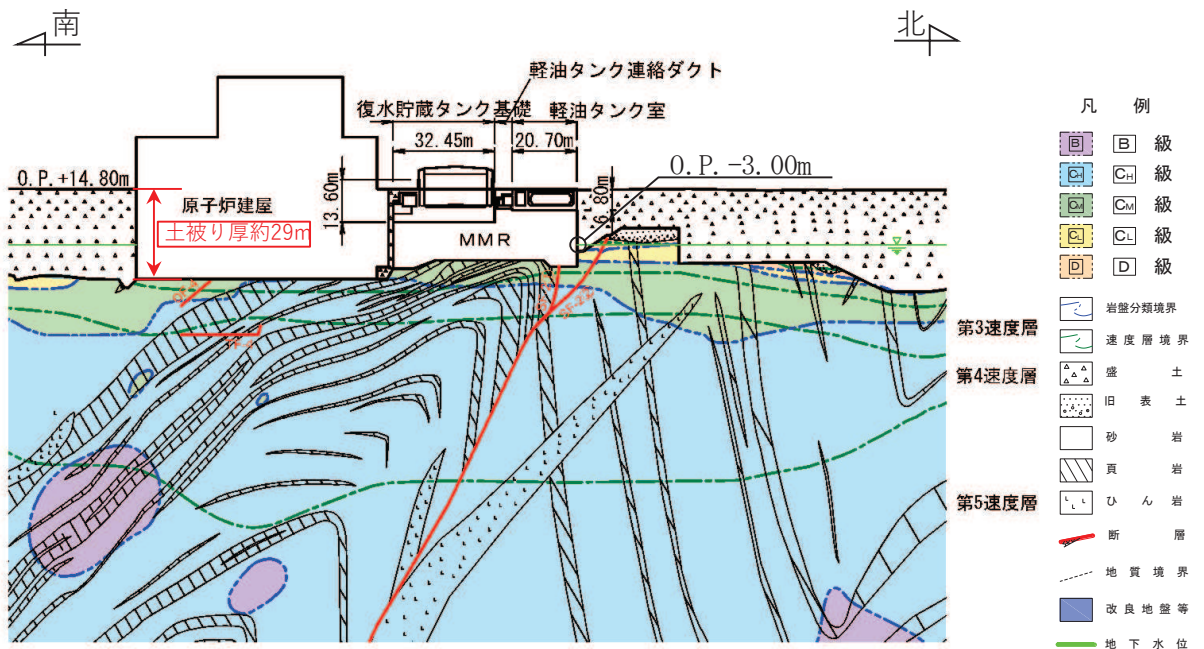 南
北
軽油タンク連絡ダクト
復水貯蔵タンク基礎
軽油タンク室
32.45m
20.70m
O.P.-3.00m
O.P.+14.80m
13.60m
6.80m
原子炉建屋
土被り厚約29m
MMR
第3速度層
第4速度層
第5速度層
凡 例
B B 級
CH CH 級
CM CM 級
CL CL 級
D D 級
岩盤分類境界
速度層境界
盛 土
旧表土
砂 岩
頁 岩
ひん岩
断 層
地質境界
改良地盤等
地下水位